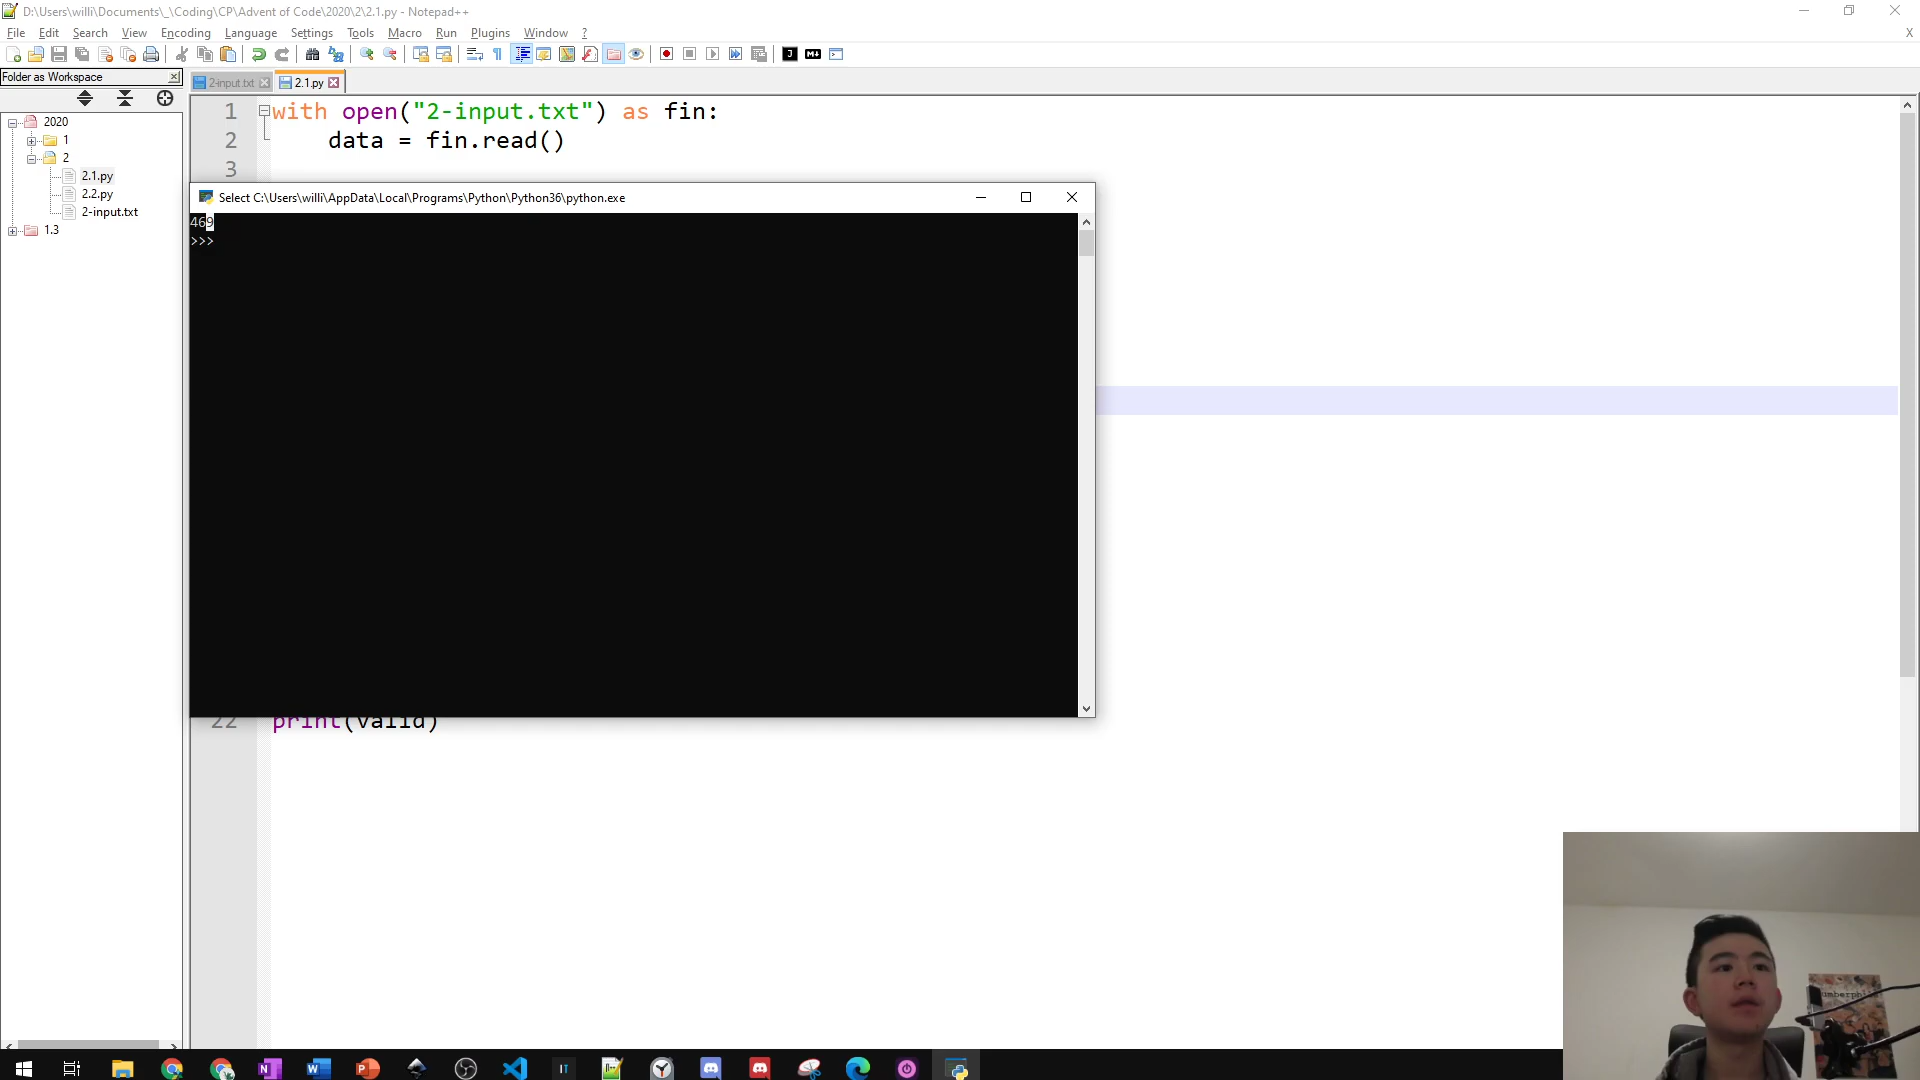 D:\Users\willi\Documents\_\Coding\CP\Advent of Code\2020\2\2.1.py - Notepad++
File Edit Search View Encoding Language Settings Tools Macro Run Plugins Window ? X
Folder as Workspace
2-input.txt 2.1.py
2020
1
2
2.1.py
2.2.py
2-input.txt
1.3
1 with open("2-input.txt") as fin:
2 data = fin.read()
3
Select C:\Users\willi\AppData\Local\Programs\Python\Python36\python.exe
469
>>>
22 print(valid)